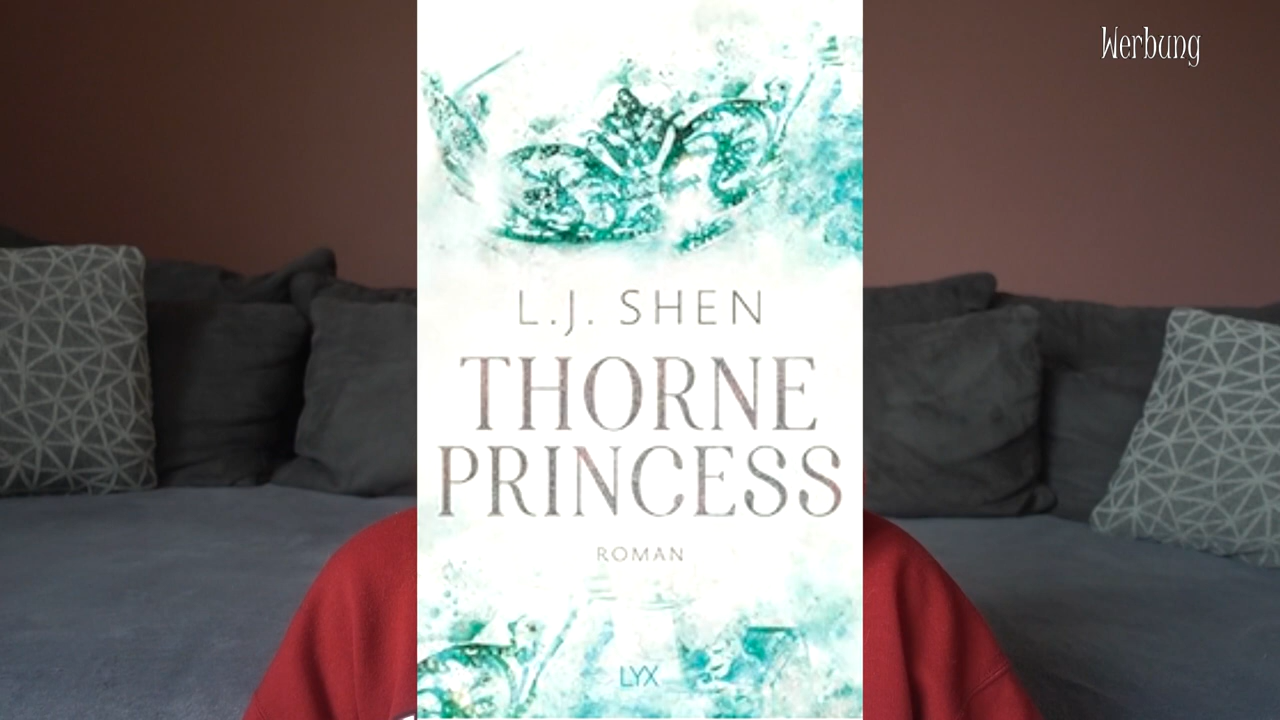 Werbung
L.J. SHEN
THORNE
PRINCESS
ROMAN
LYX